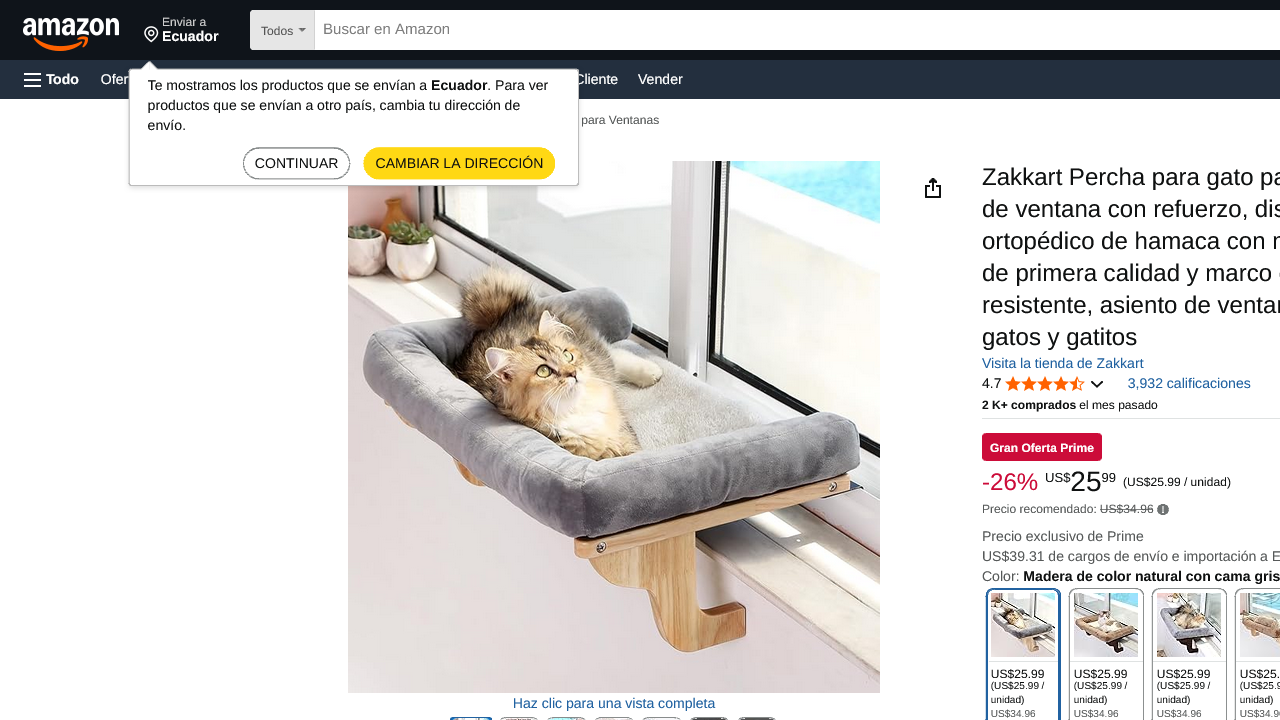 amazon
Enviar a
Ecuador
Todos
Buscar en Amazon
Todo
Ofer
Cliente
Vender
Te mostramos los productos que se envían a Ecuador. Para ver
productos que se envían a otro país, cambia tu dirección de
envío.
CONTINUAR
CAMBIAR LA DIRECCIÓN
para Ventanas
Zakkart Percha para gato pa
de ventana con refuerzo, dis
ortopédico de hamaca con
de primera calidad y marco
resistente, asiento de ventan
gatos y gatitos
Visita la tienda de Zakkart
4.7
3,932 calificaciones
2 K+ comprados el mes pasado
Gran Oferta Prime
-26% US$2599 (US$25.99 / unidad)
Precio recomendado: US$34.96
Precio exclusivo de Prime
US$39.31 de cargos de envío e importación a E
Color: Madera de color natural con cama gris
US$25.99 US$25.99 US$25.99 US$25.
(US$25.99 / (US$25.99 / (US$25.99 / (US$25.9
unidad) unidad) unidad) unidad)
US$34.96 US$34.96 US$34.96 US$34.9
Haz clic para una vista completa